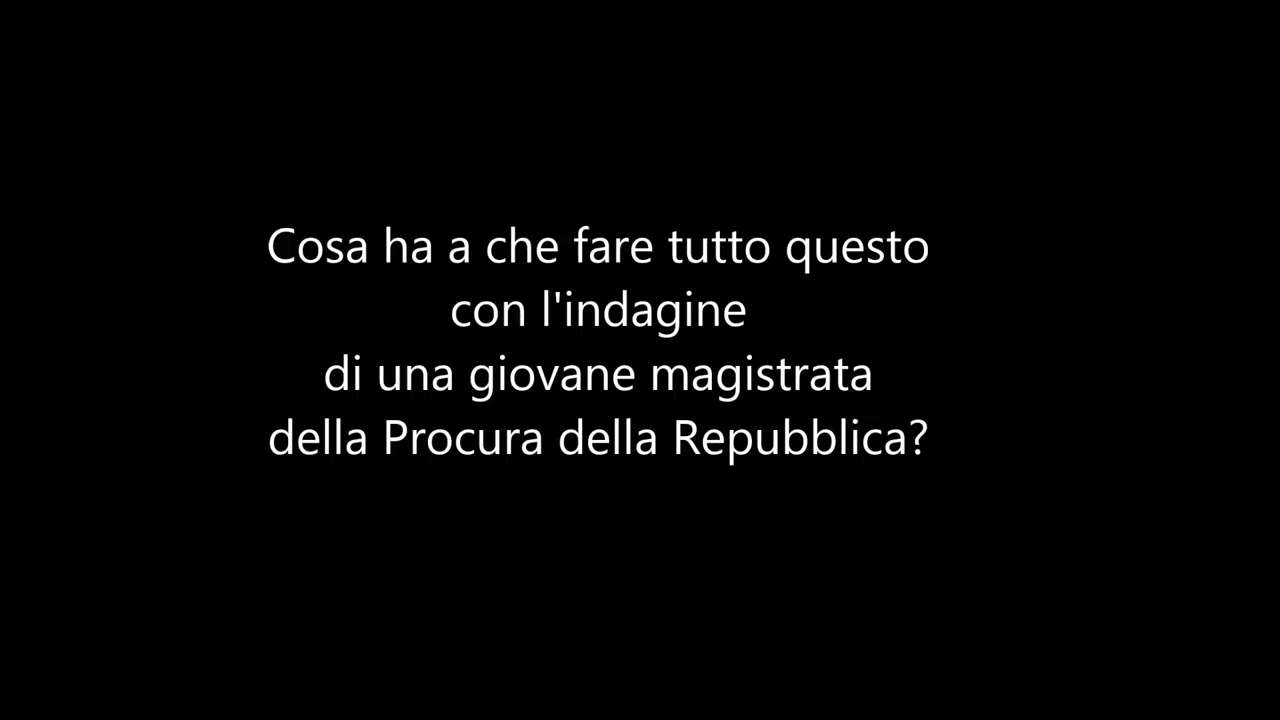 Cosa ha a che fare tutto questo
con l'indagine
di una giovane magistrata
della Procura della Repubblica?